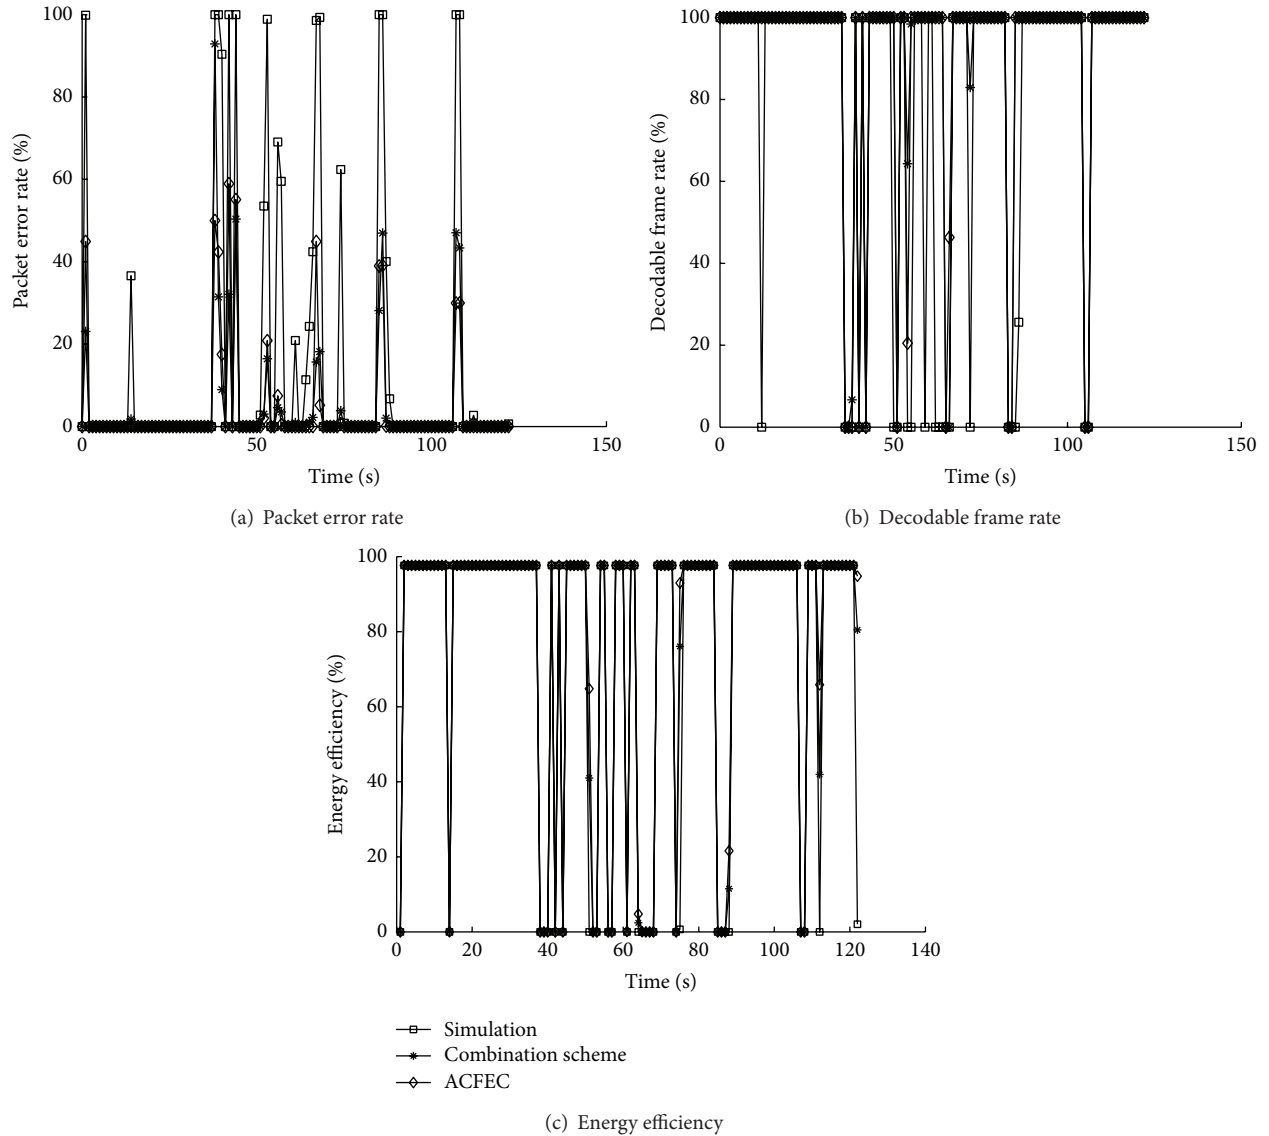 100
80
60
40
20
0
Packet error rate (%)
0
50
100
150
Time (s)
(a) Packet error rate
100
80
60
40
20
0
Decodable frame rate (%)
0
50
100
150
Time (s)
(b) Decodable frame rate
100
80
60
40
20
0
Energy efficiency (%)
0
20
40
60
80
100
120
140
Time (s)
Simulation
Combination scheme
ACFEC
(c) Energy efficiency